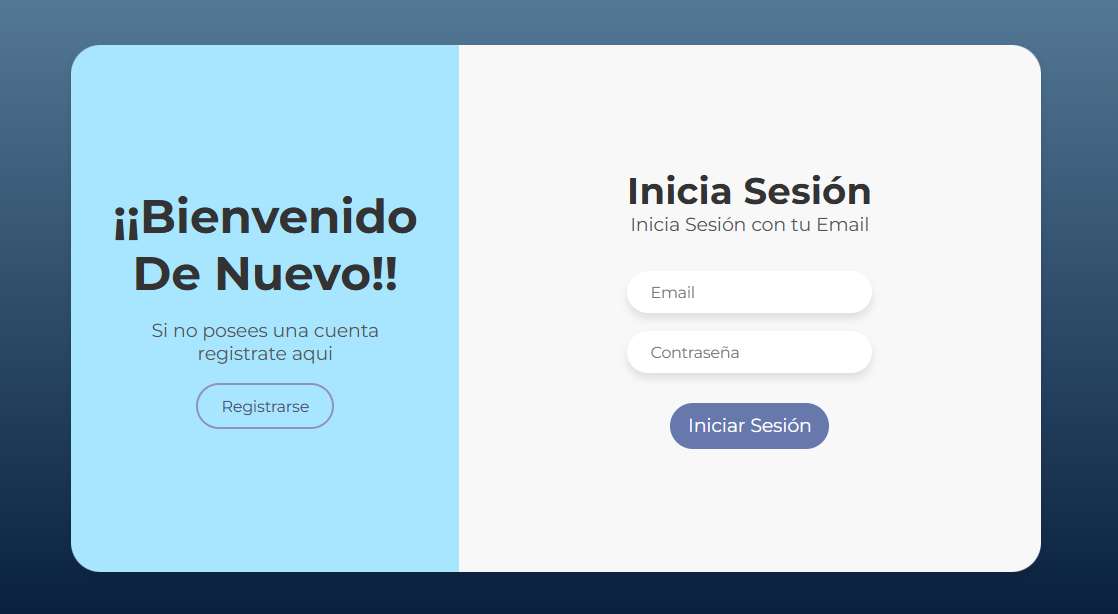 ¡¡Bienvenido
De Nuevo!!
Si no posees una cuenta
registrate aqui
Registrarse
Inicia Sesión
Inicia Sesión con tu Email
Email
Contraseña
Iniciar Sesión